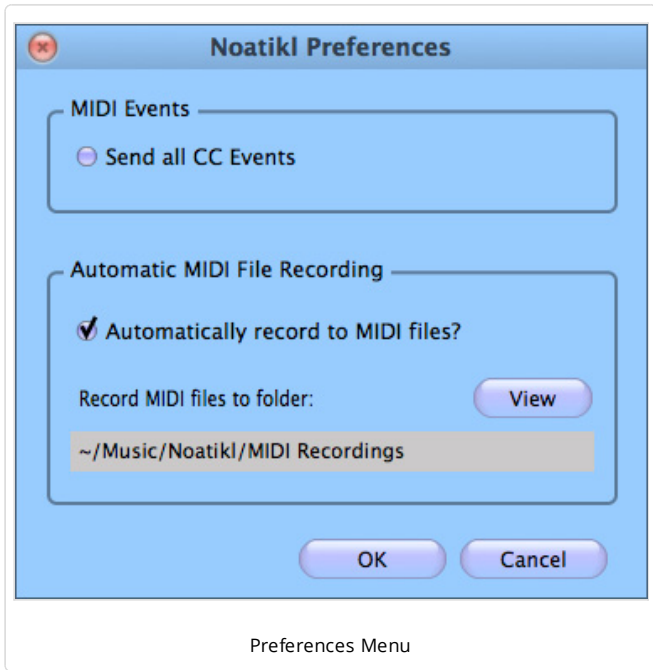 Noatikl Preferences
MIDI Events
Send all CC Events
Automatic MIDI File Recording
Automatically record to MIDI files?
Record MIDI files to folder:
View
~/Music/Noatikl/MIDI Recordings
OK
Cancel
Preferences Menu